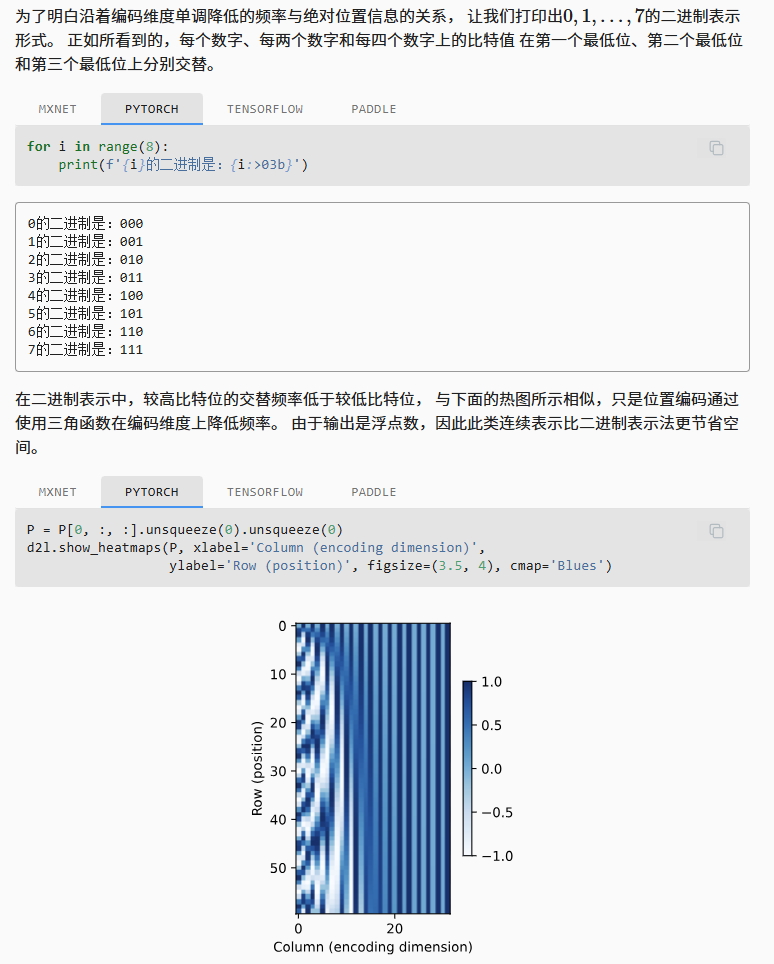 为了明白沿着编码维度单调降低的频率与绝对位置信息的关系， 让我们打印出0, 1, . . . , 7的二进制表示
形式。 正如所看到的，每个数字、每两个数字和每四个数字上的比特值 在第一个最低位、第二个最低位
和第三个最低位上分别交替。
MXNET PYTORCH TENSORFLOW PADDLE
for i in range(8):
    print(f'{i}的二进制是：{i:>03b}')
0的二进制是：000
1的二进制是：001
2的二进制是：010
3的二进制是：011
4的二进制是：100
5的二进制是：101
6的二进制是：110
7的二进制是：111
在二进制表示中，较高比特位的交替频率低于较低比特位， 与下面的热图所示相似，只是位置编码通过
使用三角函数在编码维度上降低频率。 由于输出是浮点数，因此此类连续表示比二进制表示法更节省空
间。
MXNET PYTORCH TENSORFLOW PADDLE
P = P[0, :, :].unsqueeze(0).unsqueeze(0)
d2l.show_heatmaps(P, xlabel='Column (encoding dimension)',
                  ylabel='Row (position)', figsize=(3.5, 4), cmap='Blues')
Row (position)
0
10
20
30
40
50
0 20
Column (encoding dimension)
1.0
0.5
0.0
−0.5
−1.0